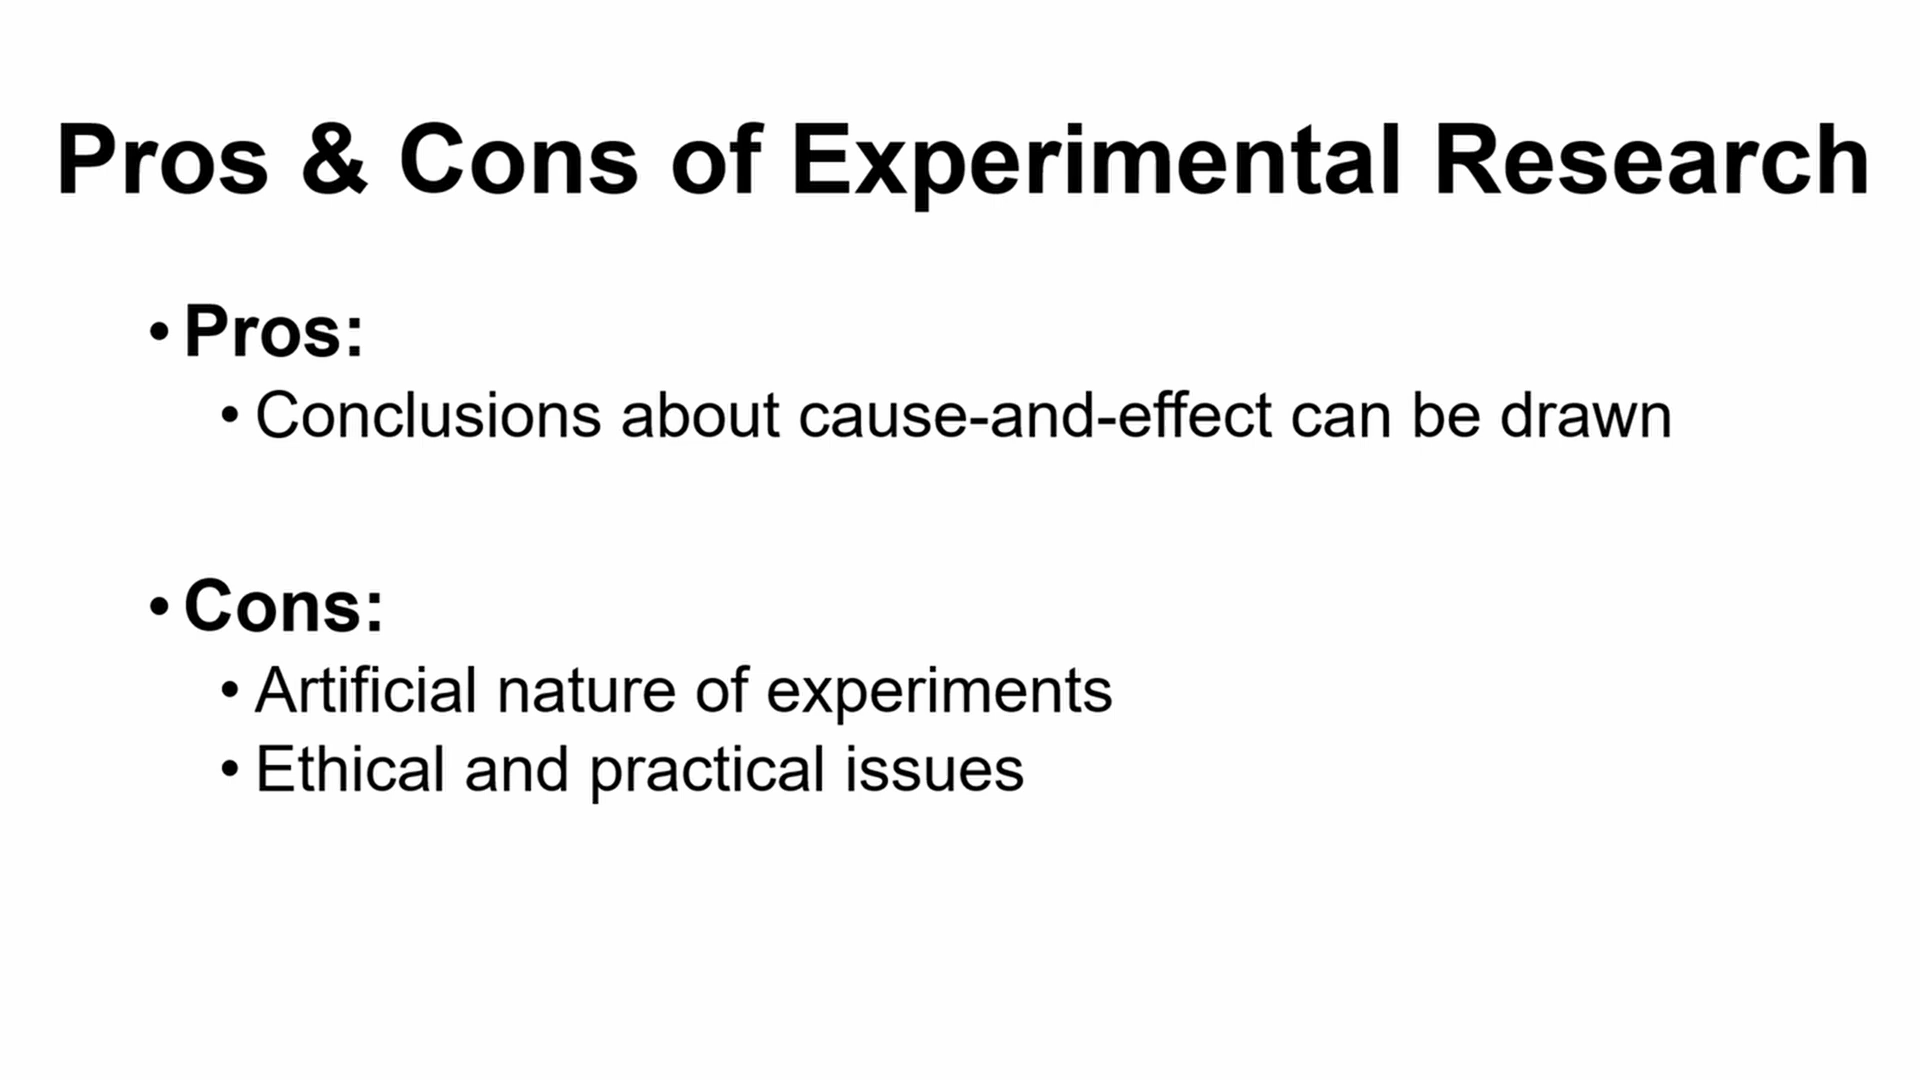 Pros & Cons of Experimental Research
• Pros:
• Conclusions about cause-and-effect can be drawn
• Cons:
• Artificial nature of experiments
• Ethical and practical issues